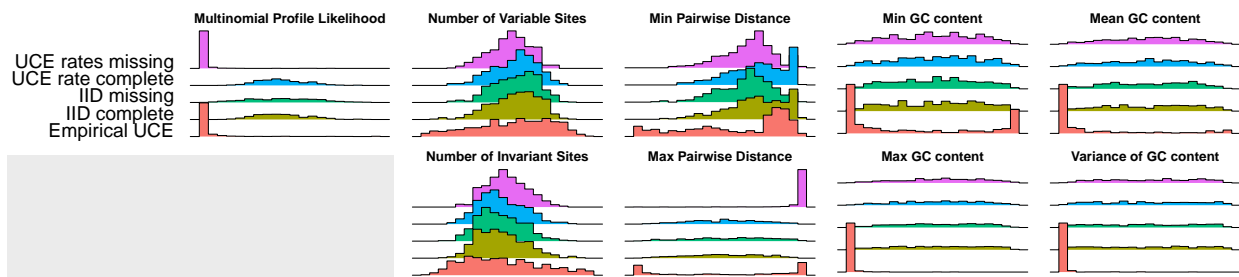 Multinomial Profile Likelihood
Number of Variable Sites
Min Pairwise Distance
Min GC content
Mean GC content
UCE rates missing
UCE rate complete
IID missing
IID complete
Empirical UCE
Number of Invariant Sites
Max Pairwise Distance
Max GC content
Variance of GC content